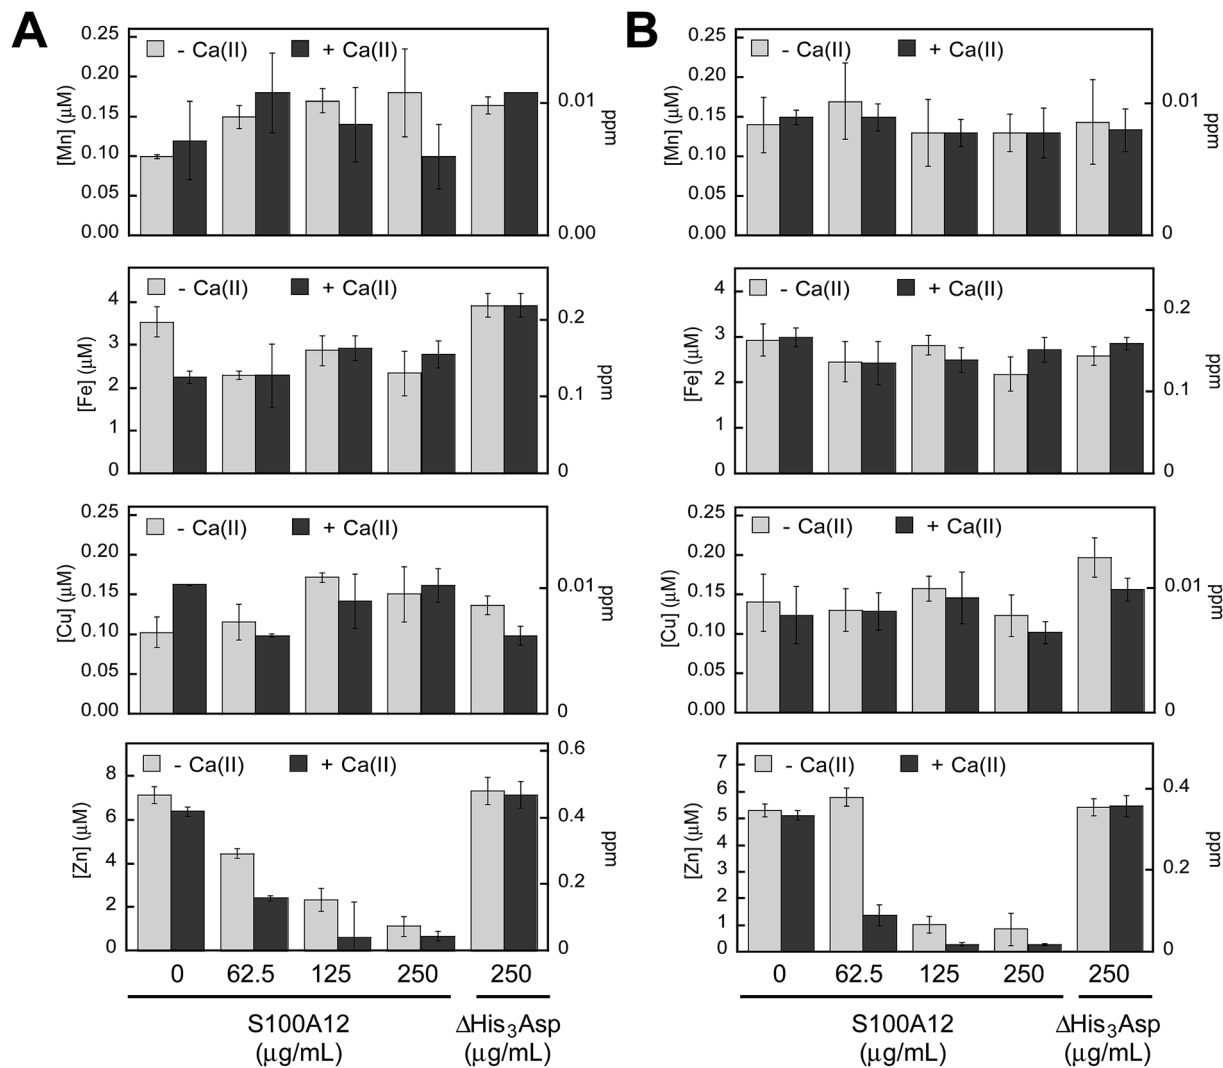 A
B
- Ca(II) + Ca(II)
[Mn] (μM)
0.25
0.20
0.15
0.10
0.05
0.00
0.01
0.00
ppm
- Ca(II) + Ca(II)
[Mn] (μM)
0.25
0.20
0.15
0.10
0.05
0.00
0.01
0
ppm
- Ca(II) + Ca(II)
[Fe] (μM)
4
3
2
1
0
0.2
0.1
0
ppm
- Ca(II) + Ca(II)
[Fe] (μM)
4
3
2
1
0
0.2
0.1
0
ppm
- Ca(II) + Ca(II)
[Cu] (μM)
0.25
0.20
0.15
0.10
0.05
0.00
0.01
0
ppm
- Ca(II) + Ca(II)
[Cu] (μM)
0.25
0.20
0.15
0.10
0.05
0.00
0.01
0
ppm
- Ca(II) + Ca(II)
[Zn] (μM)
8
6
4
2
0
0.6
0.4
0.2
0
ppm
- Ca(II) + Ca(II)
[Zn] (μM)
7
6
5
4
3
2
1
0
0.4
0.2
0
ppm
0 62.5 125 250 250
S100A12 ΔHis₃Asp
(μg/mL) (μg/mL)
0 62.5 125 250 250
S100A12 ΔHis₃Asp
(μg/mL) (μg/mL)